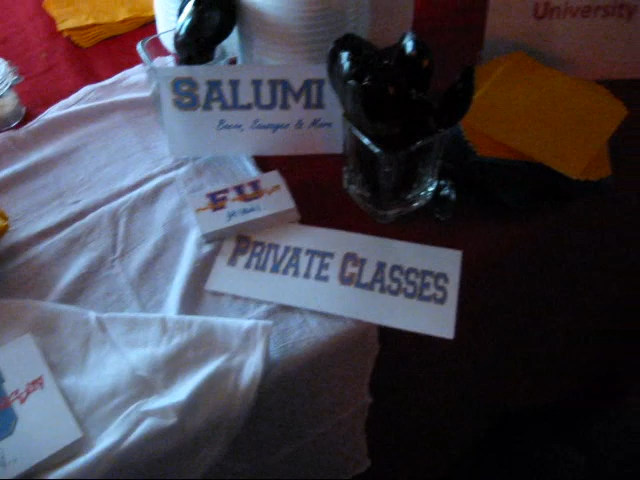 University
SALUMI
Bacon, Sausages & More
FU
PRIVATE CLASSES